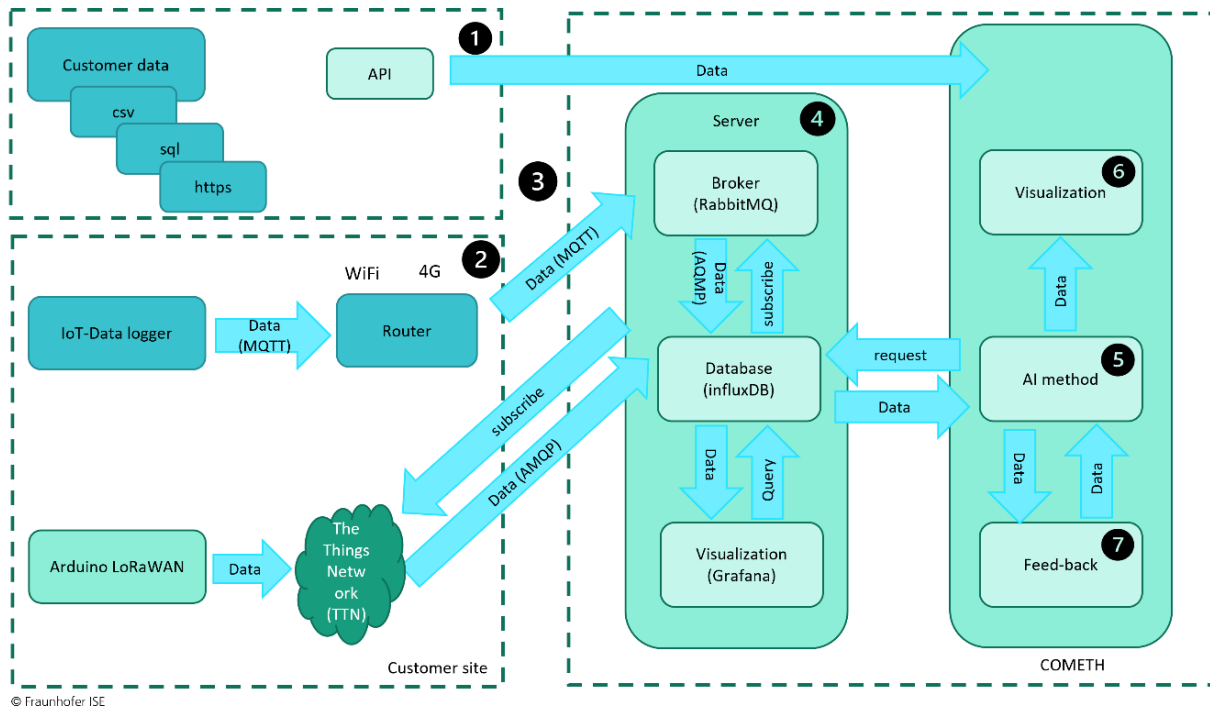 Customer data
csv
sql
https
API
1
Data
2
WiFi
4G
IoT-Data logger
Data
(MQTT)
Router
Arduino LoRaWAN
Data
The
Things
Netw
ork
(TTN)
Customer site
3
Data (MQTT)
subscribe
Data (AMQP)
Server
4
Broker
(RabbitMQ)
Data
(AQMP)
subscribe
Database
(influxDB)
Data
Query
Visualization
(Grafana)
request
Data
6
Visualization
Data
5
AI method
Data
Data
7
Feed-back
COMETH
© Fraunhofer ISE